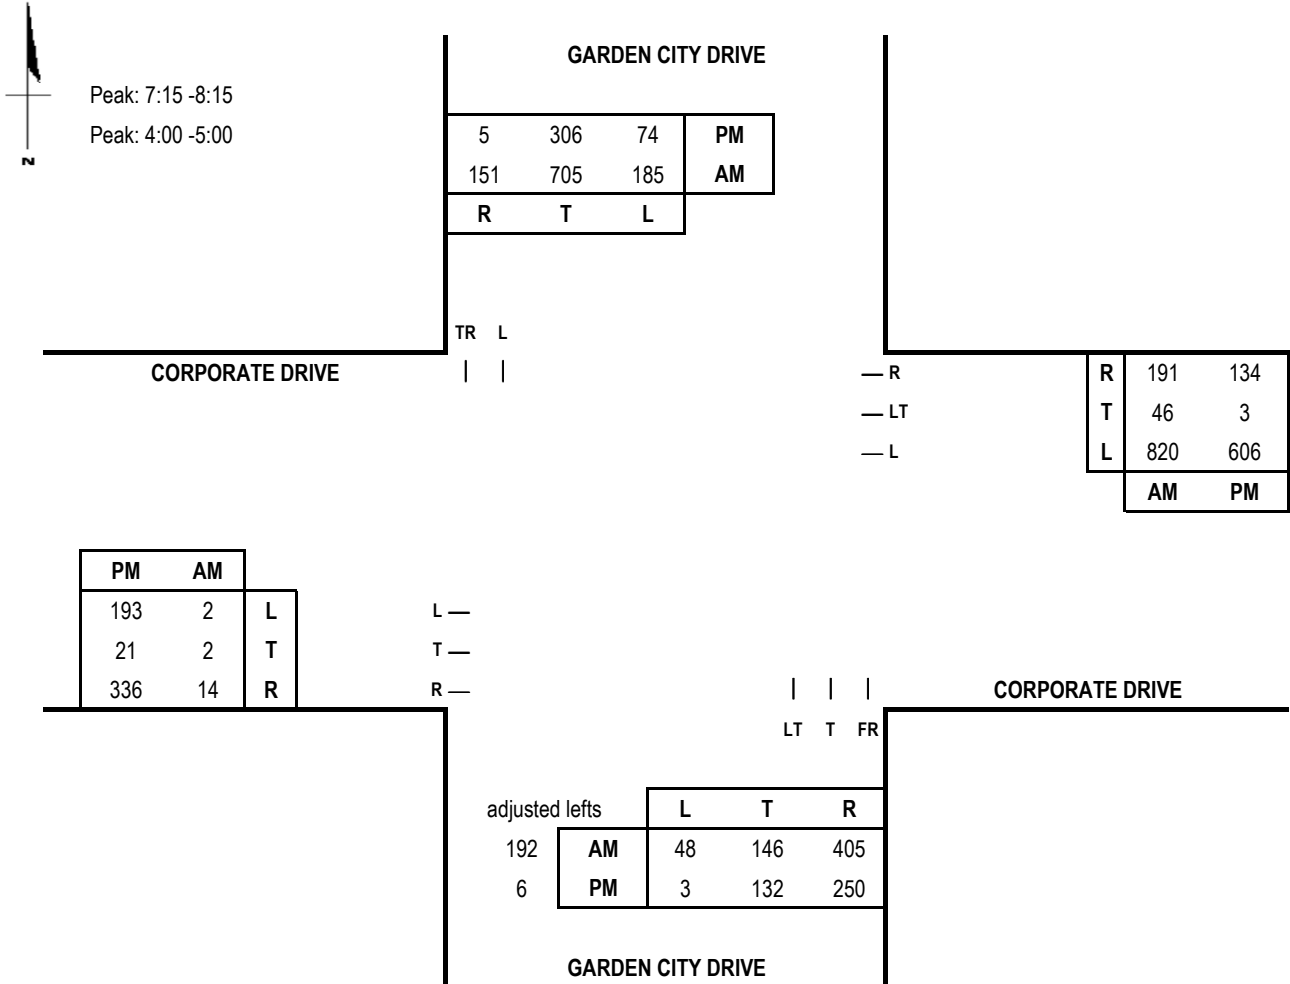 GARDEN CITY DRIVE
Peak: 7:15 -8:15
Peak: 4:00 -5:00
N
5 306 74 PM
151 705 185 AM
R T L
TR L
CORPORATE DRIVE
R
LT
L
R 191 134
T 46 3
L 820 606
AM PM
PM AM
193 2 L
21 2 T
336 14 R
L
T
R
CORPORATE DRIVE
LT T FR
adjusted lefts L T R
192 AM 48 146 405
6 PM 3 132 250
GARDEN CITY DRIVE